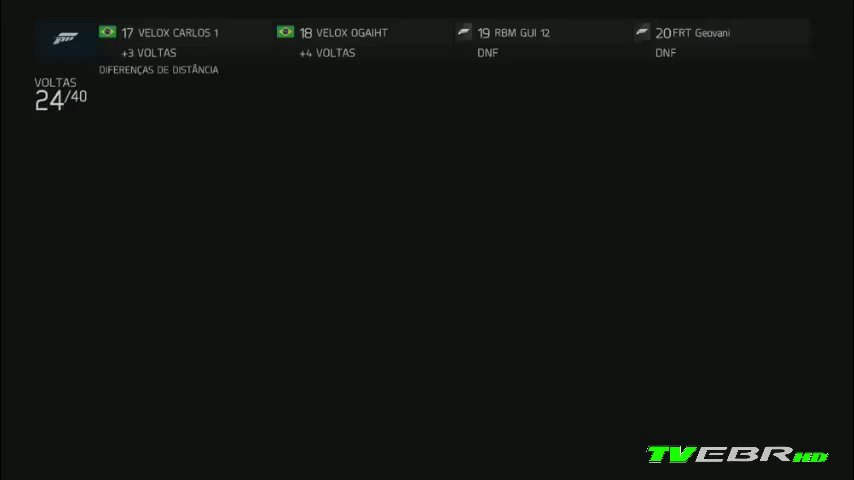 17 VELOX CARLOS 1
+3 VOLTAS
18 VELOX OGAIHT
+4 VOLTAS
19 RBM GUI 12
DNF
20 FRT Geovani
DNF
DIFERENÇAS DE DISTÂNCIA
VOLTAS
24/40
TVEBR HD